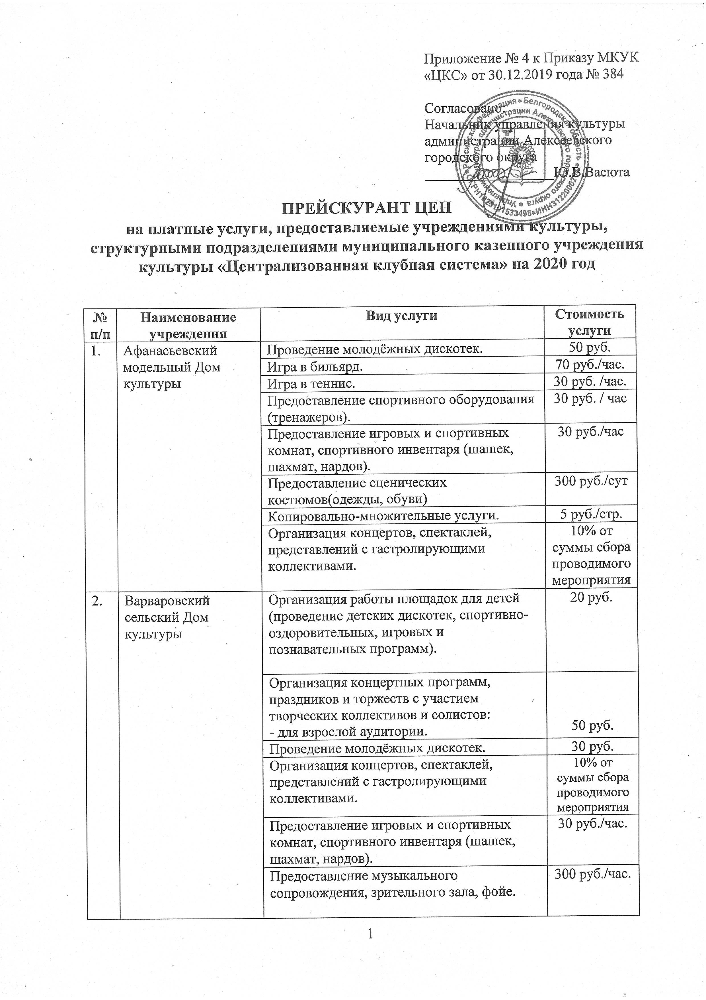 Приложение № 4 к Приказу МКУК
«ЦКС» от 30.12.2019 года № 384
Согласовано:
Начальник управления культуры
администрации Алексеевского
городского округа
Ю.В.Васюта
Российская Федерация * Белгородская область *
Управление культуры администрации Алексеевского городского округа *
ПРЕЙСКУРАНТ ЦЕН
на платные услуги, предоставляемые учреждениями культуры,
структурными подразделениями муниципального казенного учреждения
культуры «Централизованная клубная система» на 2020 год
№
п/п
Наименование
учреждения
Вид услуги
Стоимость
услуги
1.
Афанасьевский
модельный Дом
культуры
Проведение молодёжных дискотек.
50 руб.
Игра в бильярд.
70 руб./час.
Игра в теннис.
30 руб. /час.
Предоставление спортивного оборудования
(тренажеров).
30 руб. / час
Предоставление игровых и спортивных
комнат, спортивного инвентаря (шашек,
шахмат, нардов).
30 руб./час
Предоставление сценических
костюмов(одежды, обуви)
300 руб./сут
Копировально-множительные услуги.
5 руб./стр.
Организация концертов, спектаклей,
представлений с гастролирующими
коллективами.
10% от
суммы сбора
проводимого
мероприятия
2.
Варваровский
сельский Дом
культуры
Организация работы площадок для детей
(проведение детских дискотек, спортивно-
оздоровительных, игровых и
познавательных программ).
20 руб.
Организация концертных программ,
праздников и торжеств с участием
творческих коллективов и солистов:
- для взрослой аудитории.
50 руб.
Проведение молодёжных дискотек.
30 руб.
Организация концертов, спектаклей,
представлений с гастролирующими
коллективами.
10% от
суммы сбора
проводимого
мероприятия
Предоставление игровых и спортивных
комнат, спортивного инвентаря (шашек,
шахмат, нардов).
30 руб./час.
Предоставление музыкального
сопровождения, зрительного зала, фойе.
300 руб./час.
1